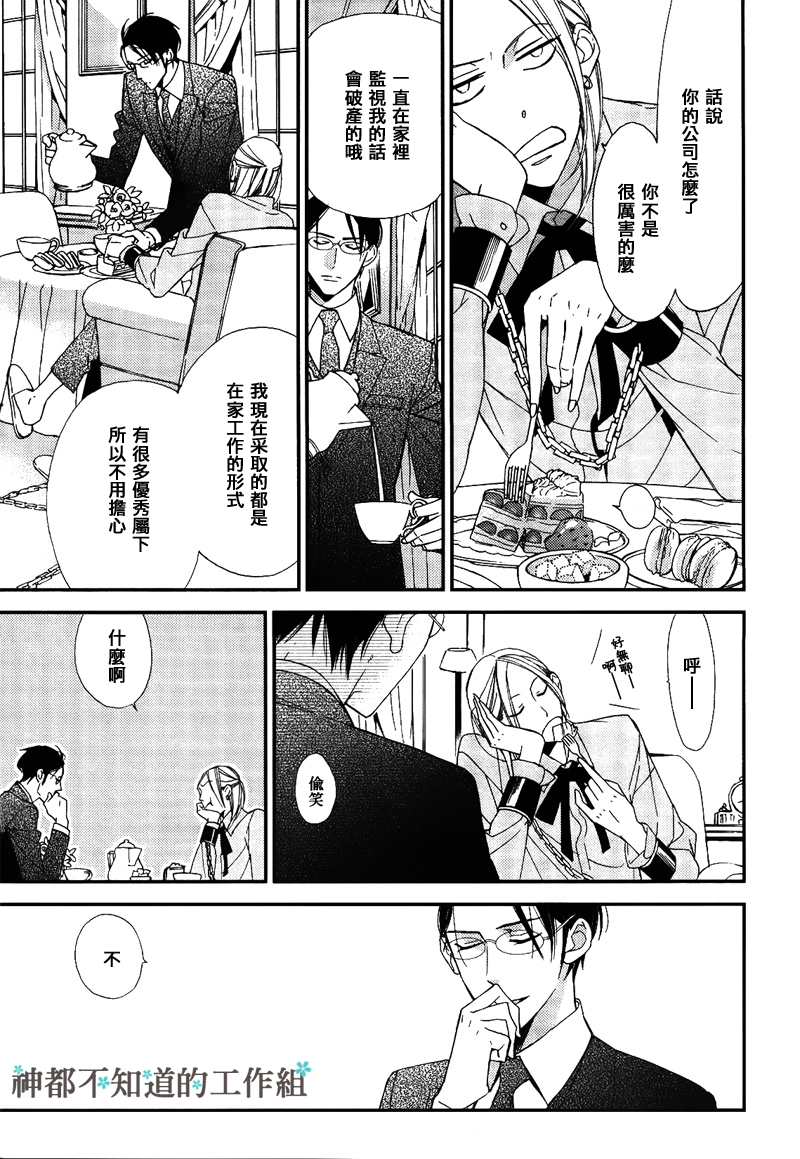 話說
你的公司怎麼了
你不是
很厲害的麼
一直在家裡
監視我的話
會破產的哦
我現在采取的都是
在家工作的形式
有很多優秀屬下
所以不用擔心
呼——
好無聊——
啊——
偷笑
什麼啊
不
神都不知道的工作組